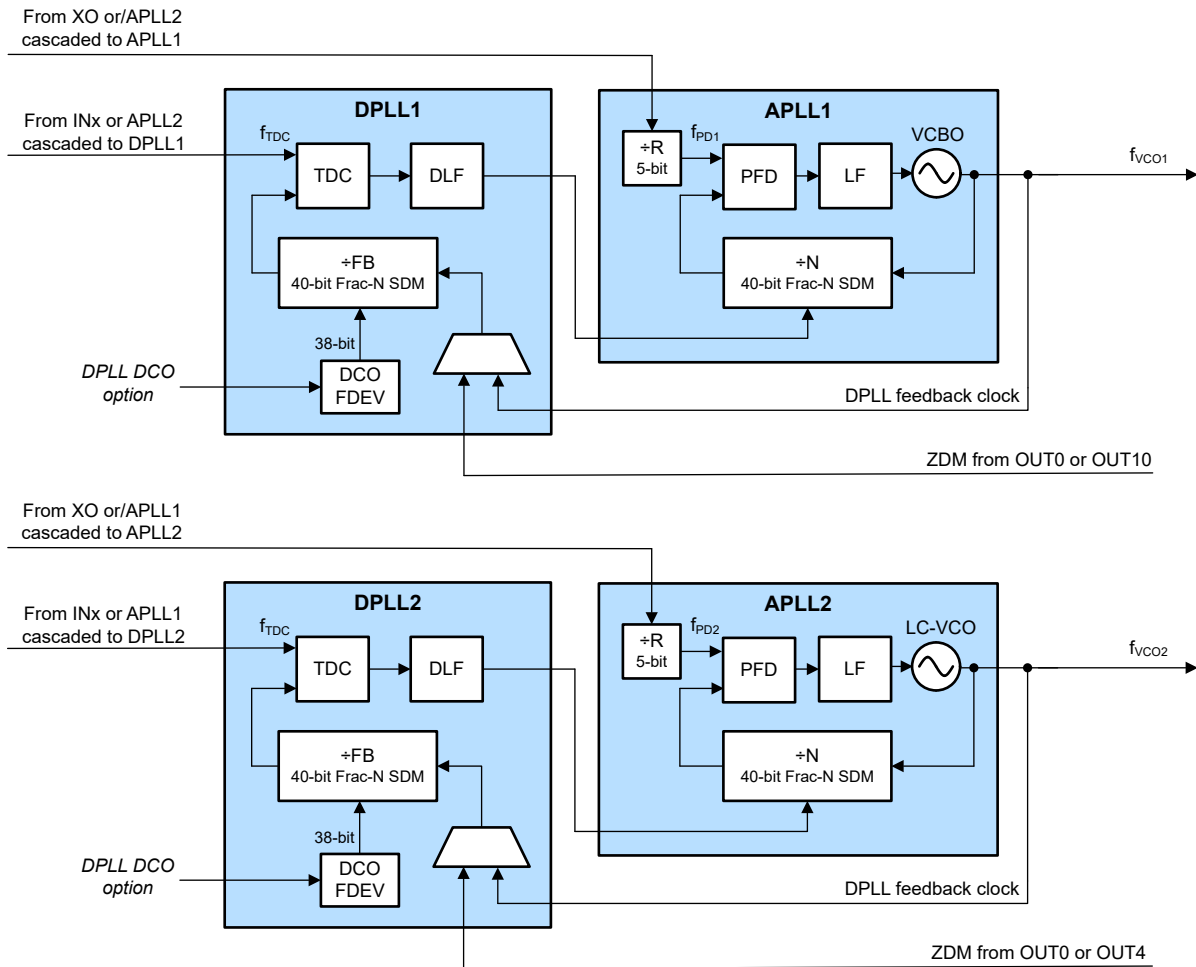 From XO or/APLL2
cascaded to APLL1
DPLL1
APLL1
From INx or APLL2
cascaded to DPLL1
fTDC
TDC
DLF
÷R
5-bit
fPD1
PFD
LF
VCBO
fVCO1
÷FB
40-bit Frac-N SDM
÷N
40-bit Frac-N SDM
38-bit
DPLL DCO
option
DCO
FDEV
DPLL feedback clock
ZDM from OUT0 or OUT10
From XO or/APLL1
cascaded to APLL2
DPLL2
APLL2
From INx or APLL1
cascaded to DPLL2
fTDC
TDC
DLF
÷R
5-bit
fPD2
PFD
LF
LC-VCO
fVCO2
÷FB
40-bit Frac-N SDM
÷N
40-bit Frac-N SDM
38-bit
DPLL DCO
option
DCO
FDEV
DPLL feedback clock
ZDM from OUT0 or OUT4